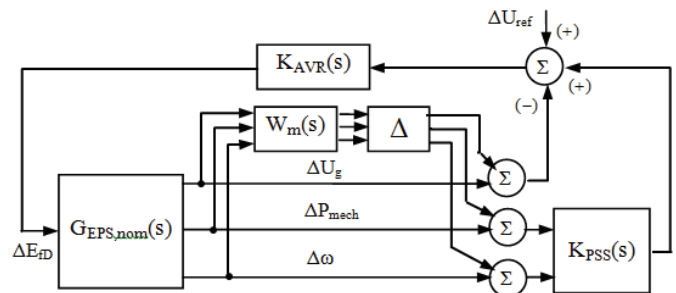 ΔU_ref
(+)
K_AVR(s)
Σ
(+)
(−)
W_m(s)
Δ
ΔU_g
Σ
ΔP_mech
G_EPS,nom(s)
Σ
K_PSS(s)
ΔE_fD
Δω
Σ